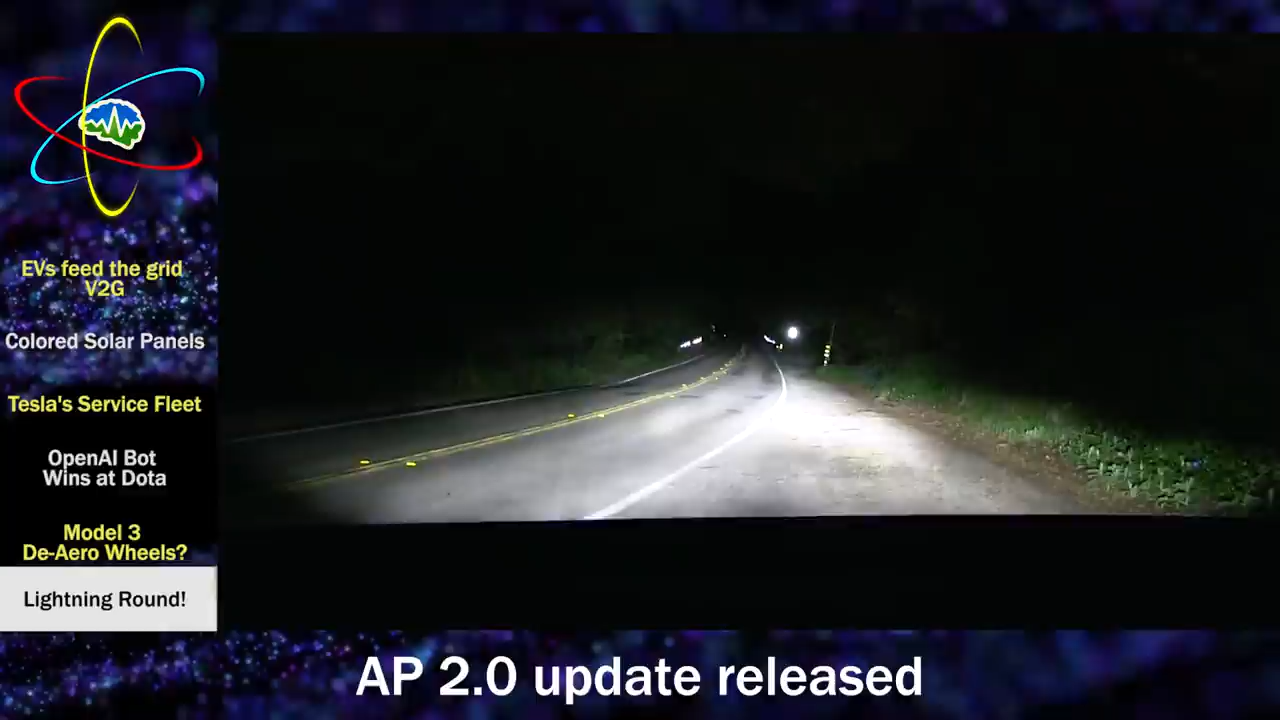 EVs feed the grid
V2G
Colored Solar Panels
Tesla's Service Fleet
OpenAI Bot
Wins at Dota
Model 3
De-Aero Wheels?
Lightning Round!
AP 2.0 update released